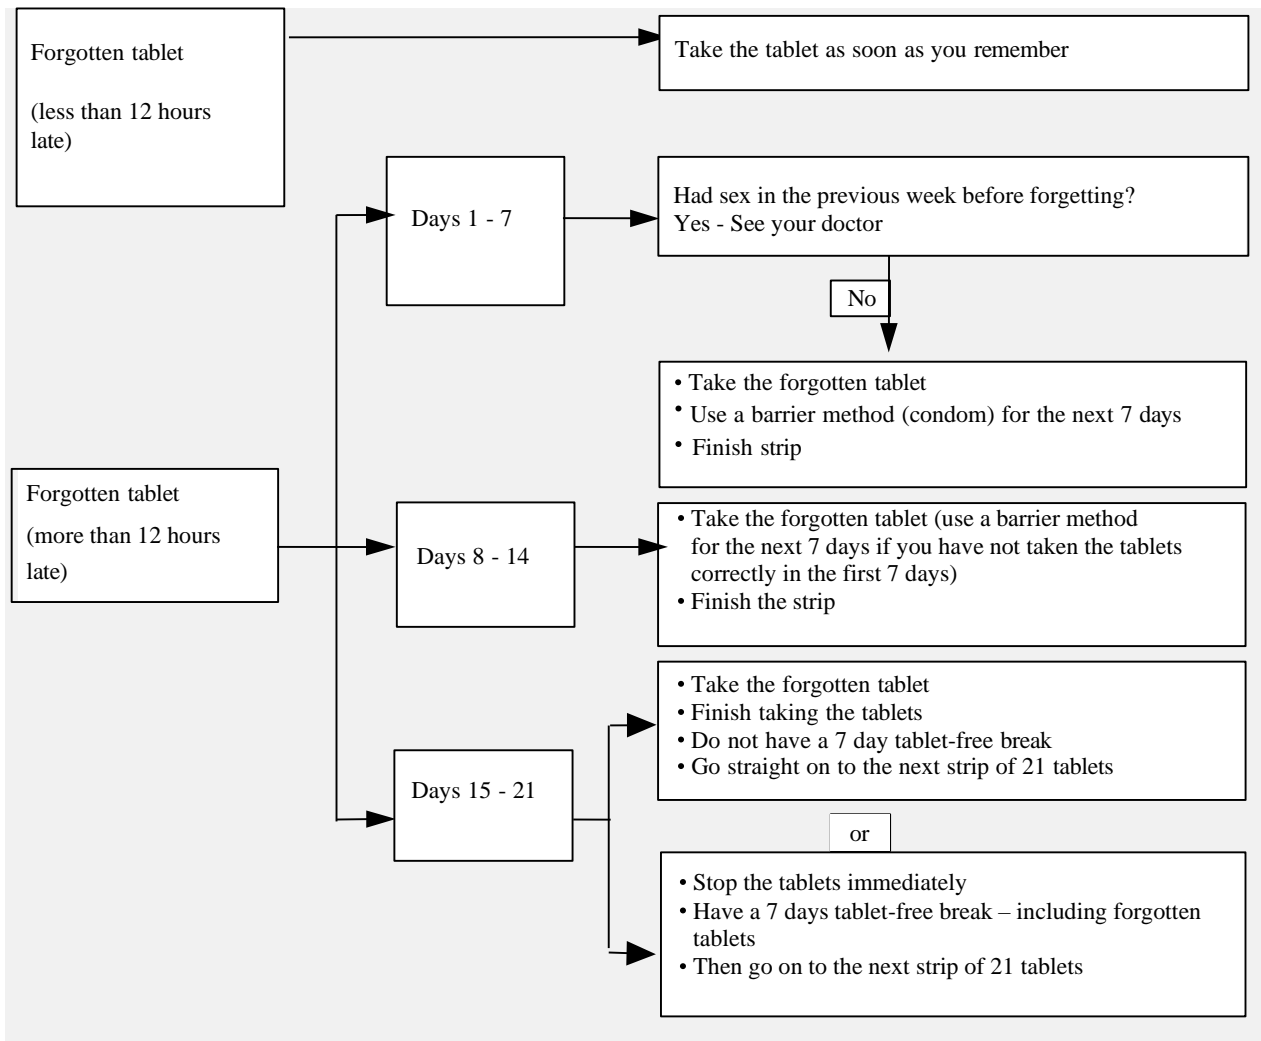 Forgotten tablet
(less than 12 hours
late)
Take the tablet as soon as you remember
Days 1 - 7
Had sex in the previous week before forgetting?
Yes - See your doctor
No
• Take the forgotten tablet
• Use a barrier method (condom) for the next 7 days
• Finish strip
Forgotten tablet
(more than 12 hours
late)
Days 8 - 14
• Take the forgotten tablet (use a barrier method
for the next 7 days if you have not taken the tablets
correctly in the first 7 days)
• Finish the strip
Days 15 - 21
• Take the forgotten tablet
• Finish taking the tablets
• Do not have a 7 day tablet-free break
• Go straight on to the next strip of 21 tablets
or
• Stop the tablets immediately
• Have a 7 days tablet-free break – including forgotten
tablets
• Then go on to the next strip of 21 tablets